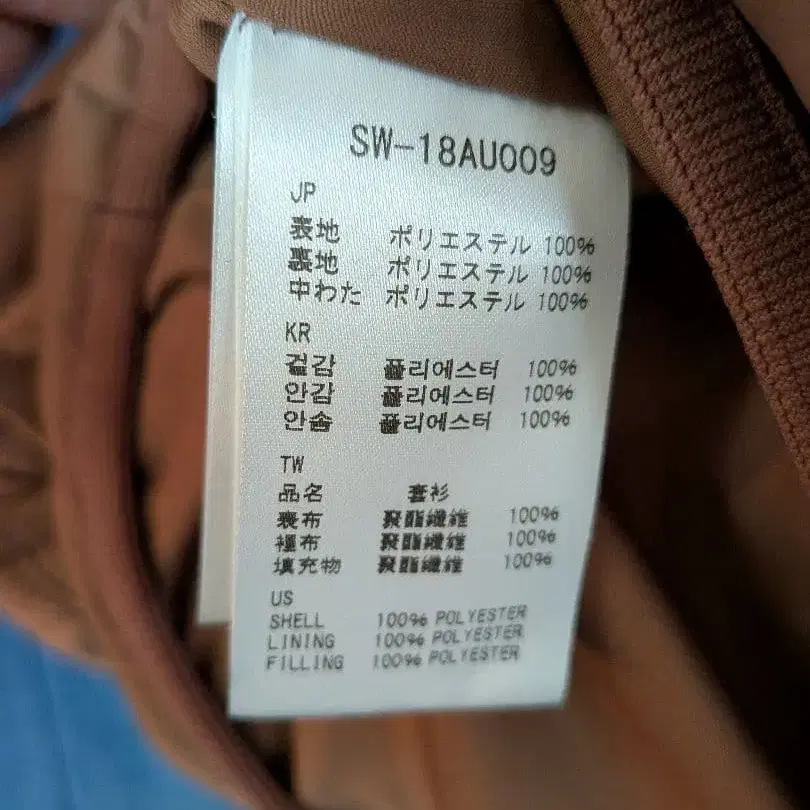 SW-18AU009
JP
表地 ポリエステル 100%
裏地 ポリエステル 100%
中わた ポリエステル 100%
KR
겉감 폴리에스터 100%
안감 폴리에스터 100%
안솜 폴리에스터 100%
TW
品名 套衫
表布 聚酯纖維 100%
裡布 聚酯纖維 100%
填充物 聚酯纖維 100%
US
SHELL 100% POLYESTER
LINING 100% POLYESTER
FILLING 100% POLYESTER